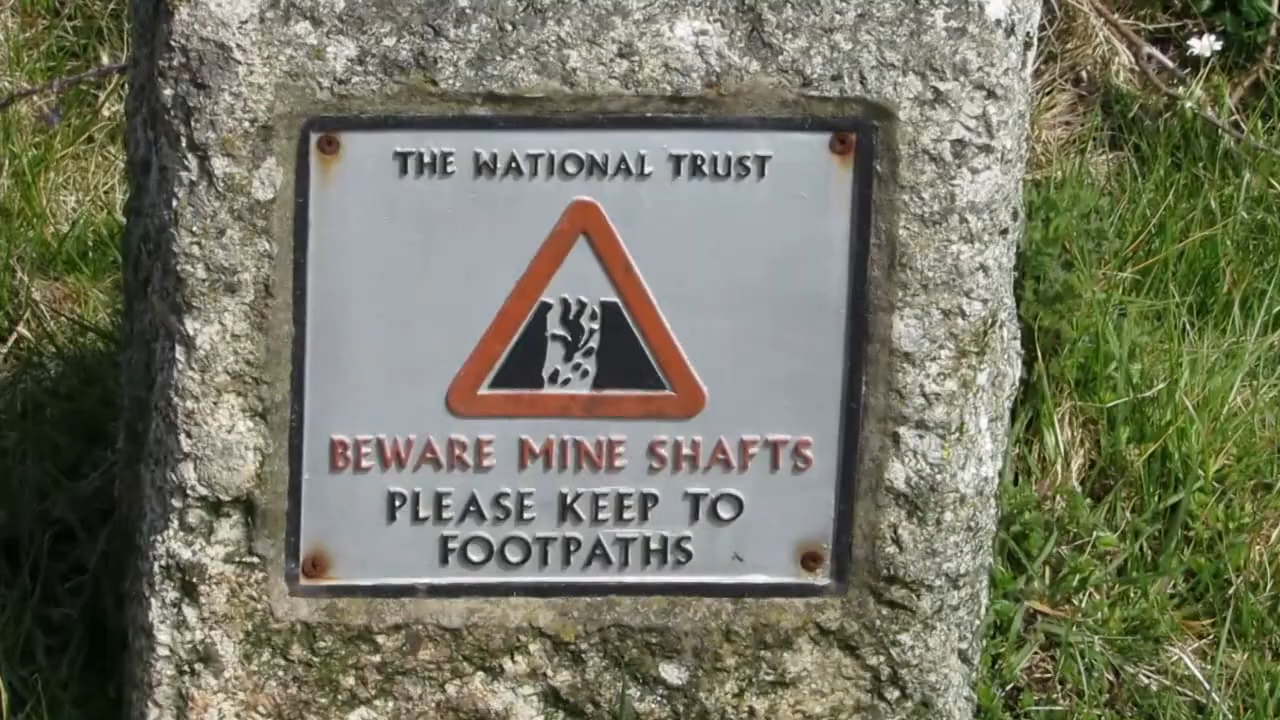 THE NATIONAL TRUST
BEWARE MINE SHAFTS
PLEASE KEEP TO
FOOTPATHS